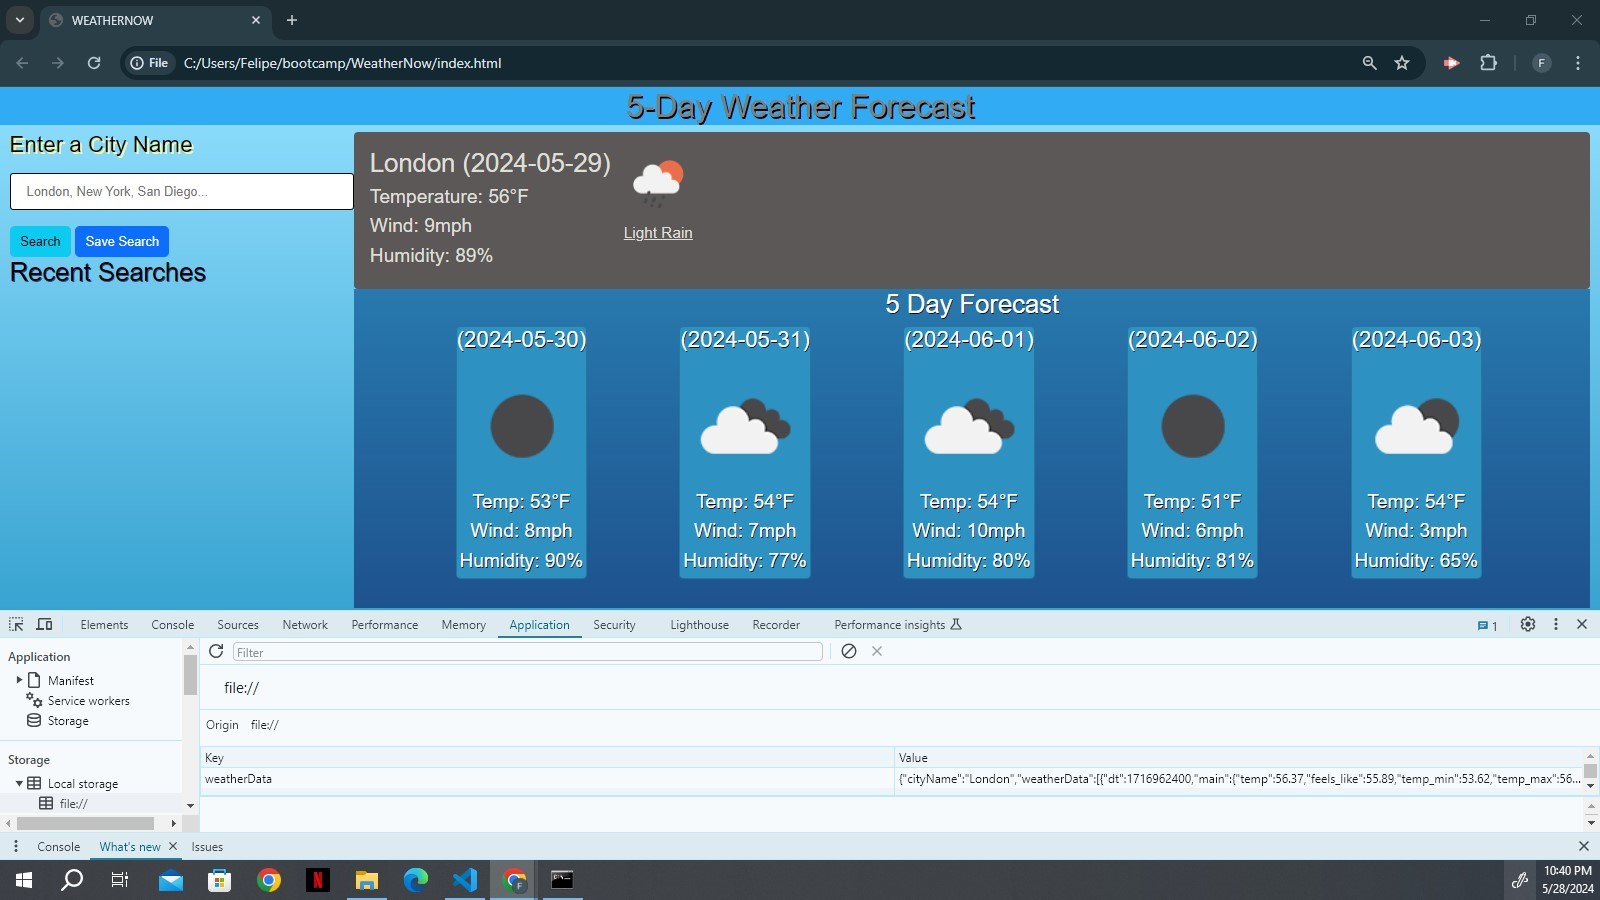 WEATHERNOW
File
C:/Users/Felipe/bootcamp/WeatherNow/index.html
F
5-Day Weather Forecast
Enter a City Name
London, New York, San Diego...
Search
Save Search
Recent Searches
London (2024-05-29)
Temperature: 56°F
Wind: 9mph
Humidity: 89%
Light Rain
5 Day Forecast
(2024-05-30)
Temp: 53°F
Wind: 8mph
Humidity: 90%
(2024-05-31)
Temp: 54°F
Wind: 7mph
Humidity: 77%
(2024-06-01)
Temp: 54°F
Wind: 10mph
Humidity: 80%
(2024-06-02)
Temp: 51°F
Wind: 6mph
Humidity: 81%
(2024-06-03)
Temp: 54°F
Wind: 3mph
Humidity: 65%
Elements Console Sources Network Performance Memory Application Security Lighthouse Recorder Performance insights 1
Application
Manifest
Service workers
Storage
Storage
Local storage
file://
Filter
file://
Origin file://
Key Value
weatherData {"cityName":"London","weatherData":[{"dt":1716962400,"main":{"temp":56.37,"feels_like":55.89,"temp_min":53.62,"temp_max":56...
Console What's new Issues
N
F
10:40 PM
5/28/2024